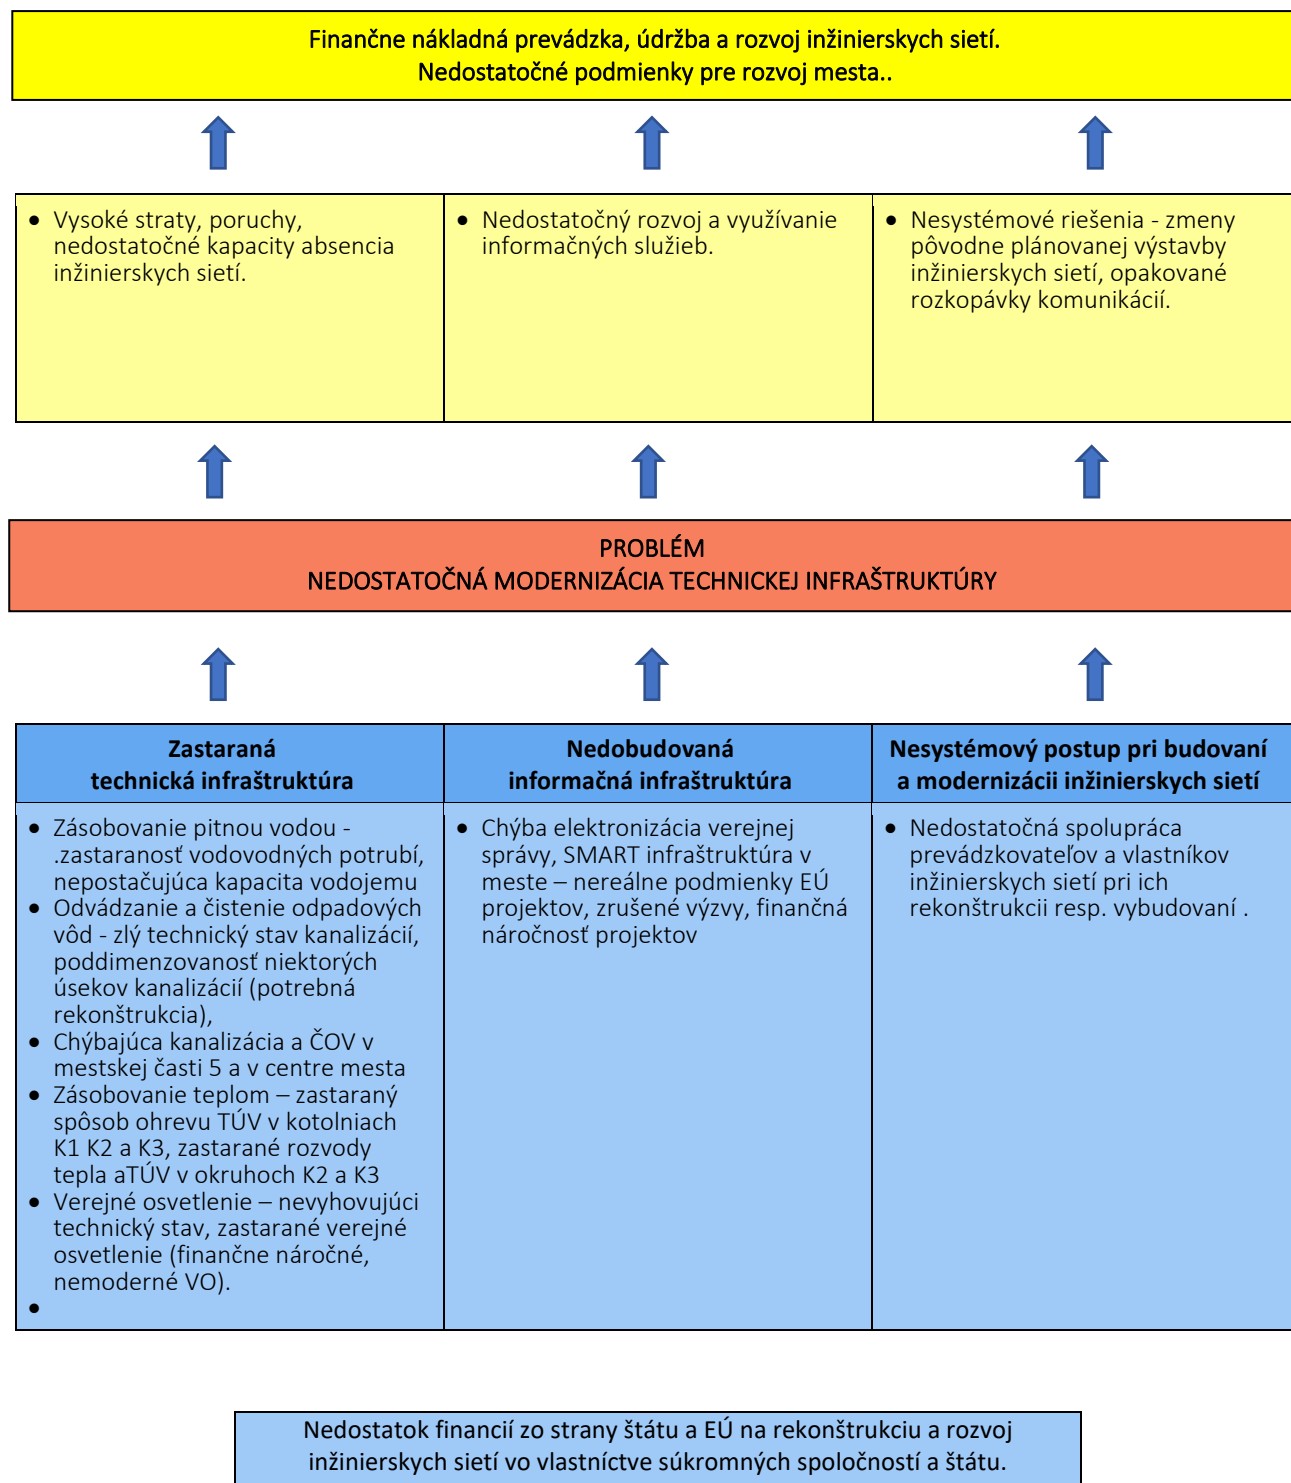 Finančne nákladná prevádzka, údržba a rozvoj inžinierskych sietí.
Nedostatočné podmienky pre rozvoj mesta..
• Vysoké straty, poruchy,
nedostatočné kapacity absencia
inžinierskych sietí.
• Nedostatočný rozvoj a využívanie
informačných služieb.
• Nesystémové riešenia - zmeny
pôvodne plánovanej výstavby
inžinierskych sietí, opakované
rozkopávky komunikácií.
PROBLÉM
NEDOSTATOČNÁ MODERNIZÁCIA TECHNICKEJ INFRAŠTRUKTÚRY
Zastaraná
technická infraštruktúra
• Zásobovanie pitnou vodou -
.zastaranosť vodovodných potrubí,
nepostačujúca kapacita vodojemu
• Odvádzanie a čistenie odpadových
vôd - zlý technický stav kanalizácií,
poddimenzovanosť niektorých
úsekov kanalizácií (potrebná
rekonštrukcia),
• Chýbajúca kanalizácia a ČOV v
mestskej časti 5 a v centre mesta
• Zásobovanie teplom – zastaraný
spôsob ohrevu TÚV v kotolniach
K1 K2 a K3, zastarané rozvody
tepla aTÚV v okruhoch K2 a K3
• Verejné osvetlenie – nevyhovujúci
technický stav, zastarané verejné
osvetlenie (finančne náročné,
nemoderné VO).
•
Nedobudovaná
informačná infraštruktúra
• Chýba elektronizácia verejnej
správy, SMART infraštruktúra v
meste – nereálne podmienky EÚ
projektov, zrušené výzvy, finančná
náročnosť projektov
Nesystémový postup pri budovaní
a modernizácii inžinierskych sietí
• Nedostatočná spolupráca
prevádzkovateľov a vlastníkov
inžinierskych sietí pri ich
rekonštrukcii resp. vybudovaní .
Nedostatok financií zo strany štátu a EÚ na rekonštrukciu a rozvoj
inžinierskych sietí vo vlastníctve súkromných spoločností a štátu.